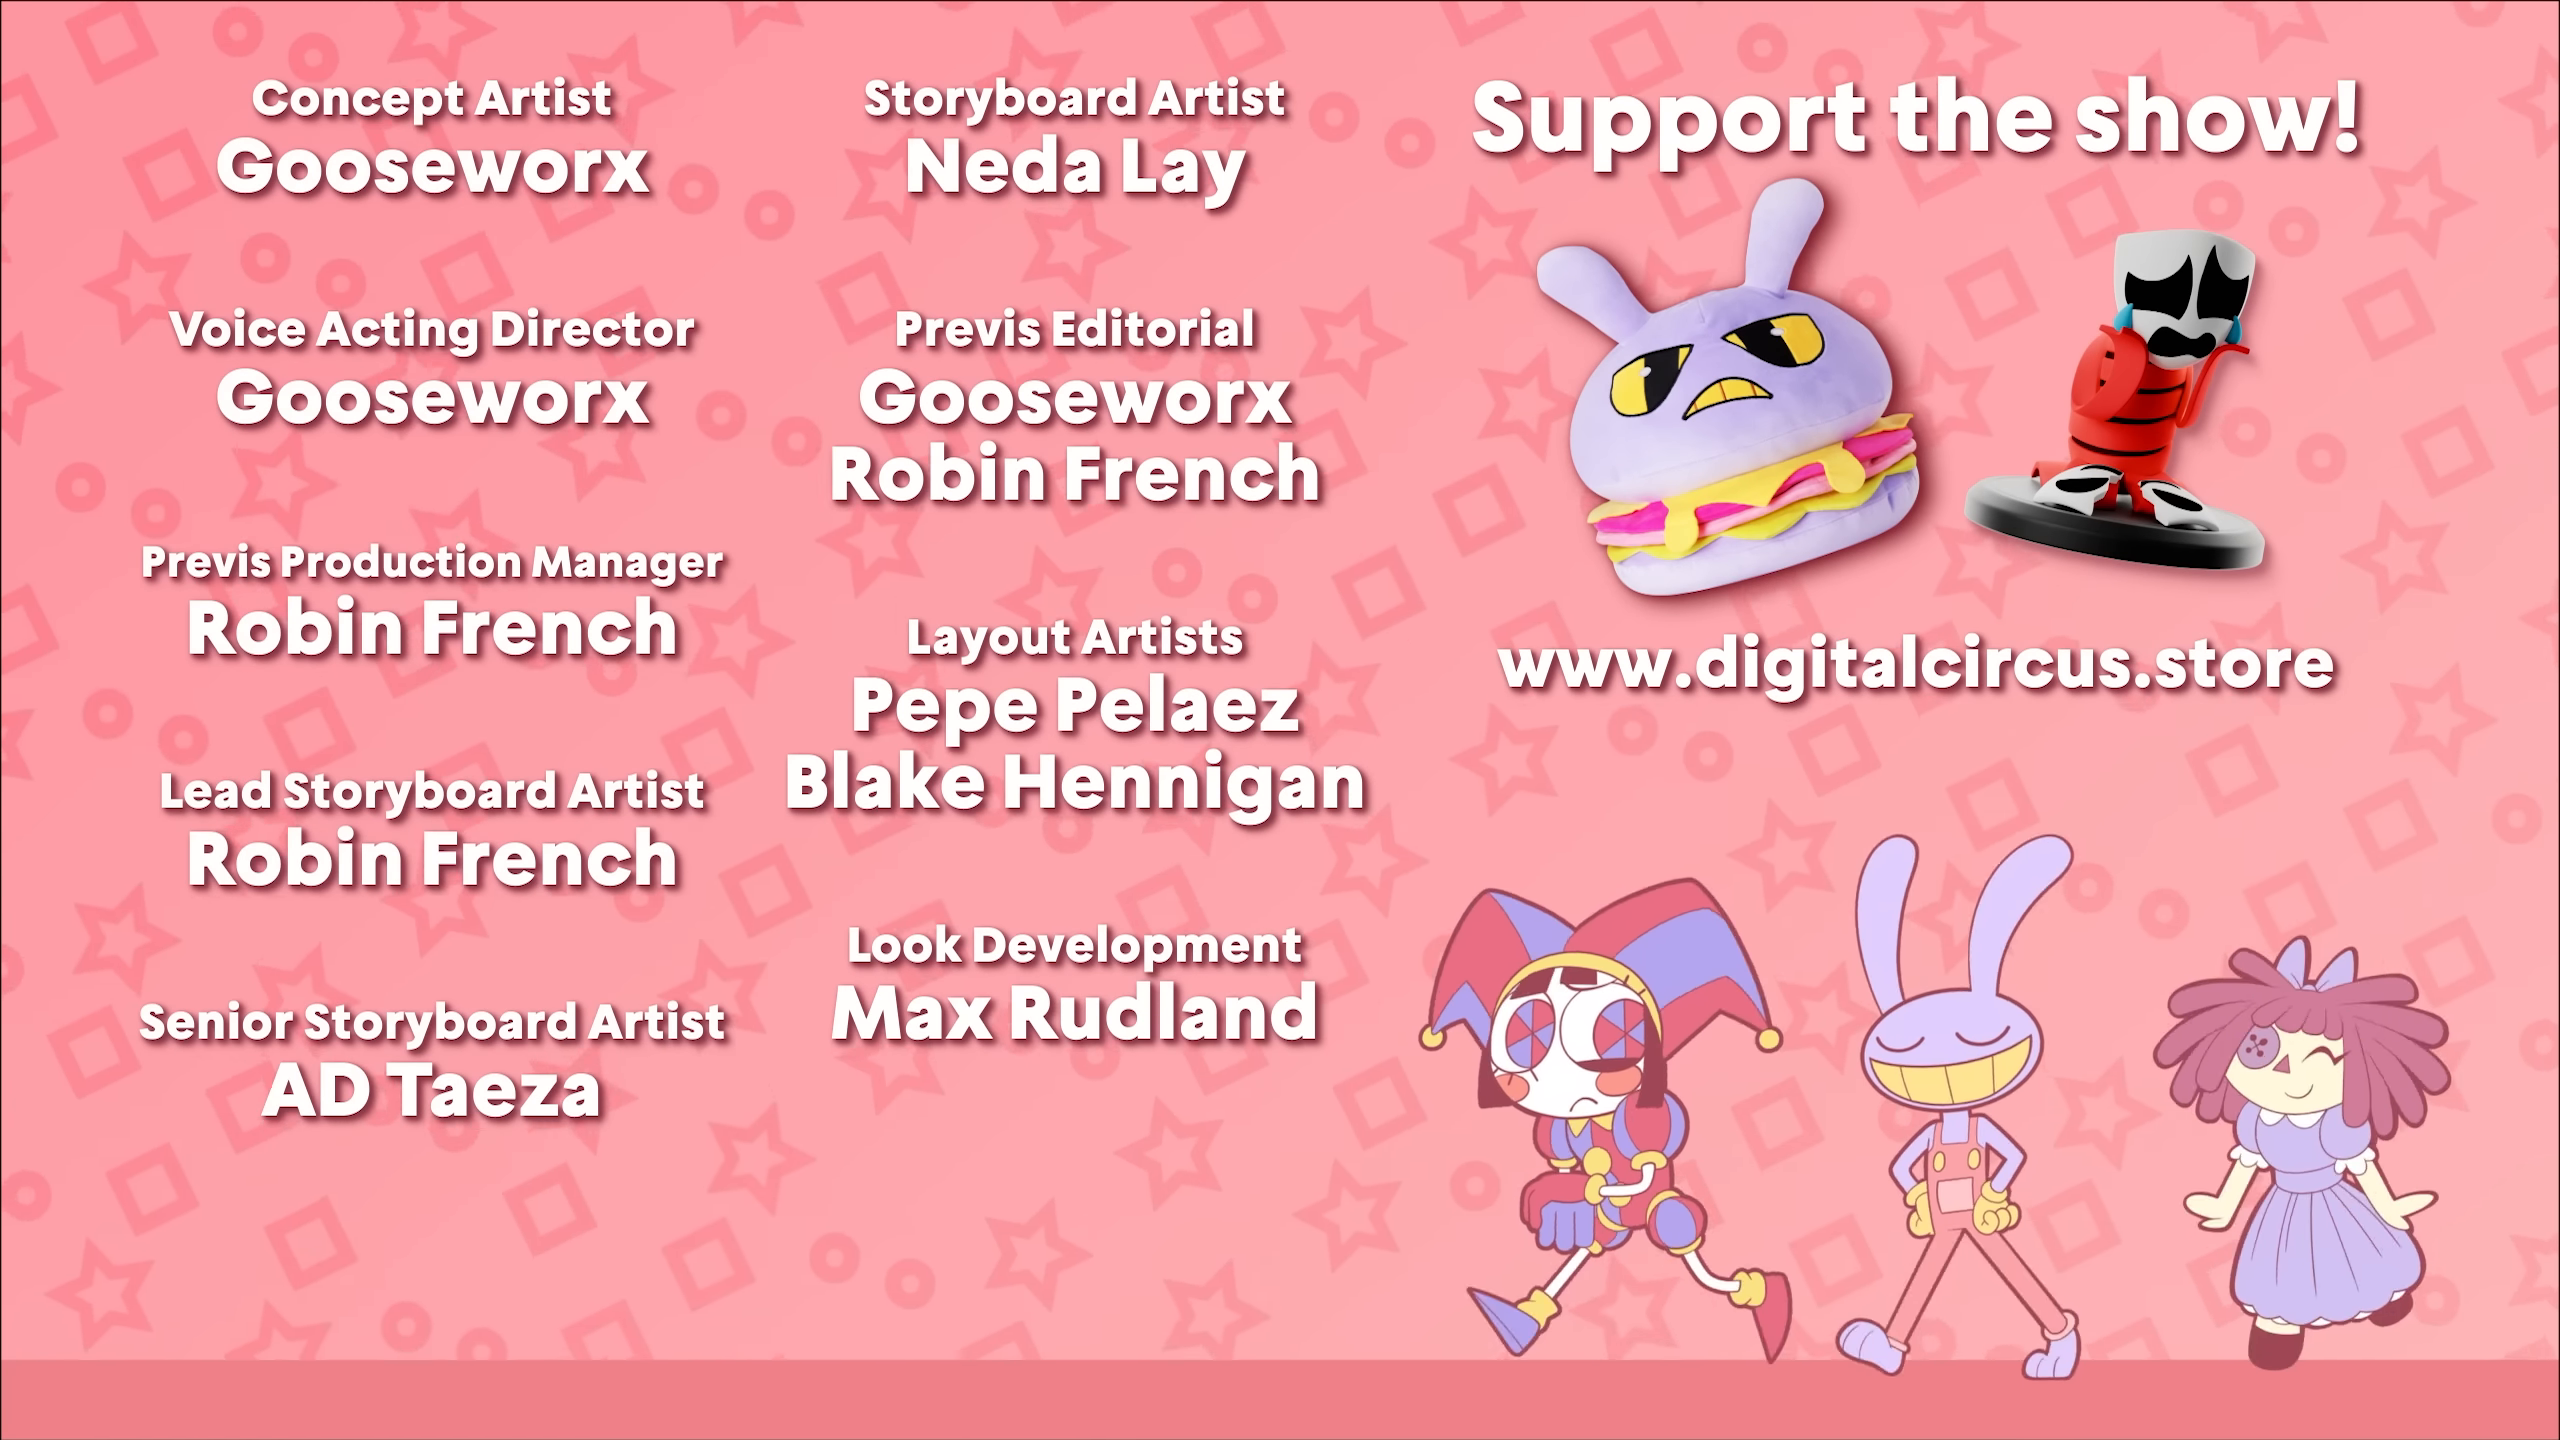 Concept Artist
Gooseworx
Voice Acting Director
Gooseworx
Previs Production Manager
Robin French
Lead Storyboard Artist
Robin French
Senior Storyboard Artist
AD Taeza
Storyboard Artist
Neda Lay
Previs Editorial
Gooseworx
Robin French
Layout Artists
Pepe Pelaez
Blake Hennigan
Look Development
Max Rudland
Support the show!
www.digitalcircus.store